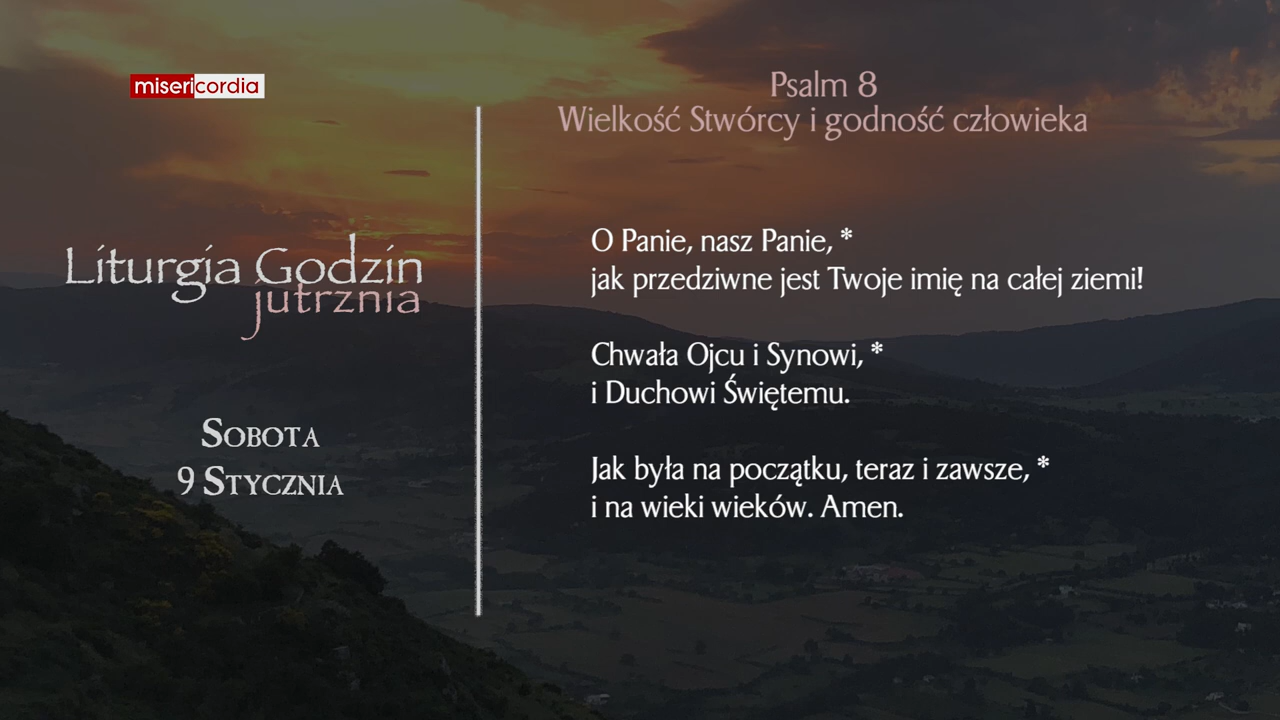 misericordia
Liturgia Godzin
jutrznia
Sobota
9 Stycznia
Psalm 8
Wielkość Stwórcy i godność człowieka
O Panie, nasz Panie, *
jak przedziwne jest Twoje imię na całej ziemi!
Chwała Ojcu i Synowi, *
i Duchowi Świętemu.
Jak była na początku, teraz i zawsze, *
i na wieki wieków. Amen.